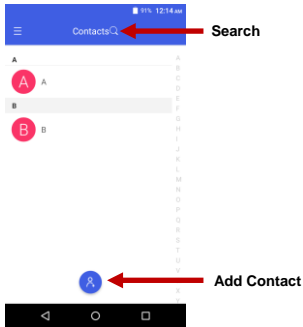 91% 12:14 AM
Contacts
Search
A
A A
B
B B
A
B
C
D
E
F
G
H
I
J
K
L
M
N
O
P
Q
R
S
T
U
V
X
Add Contact